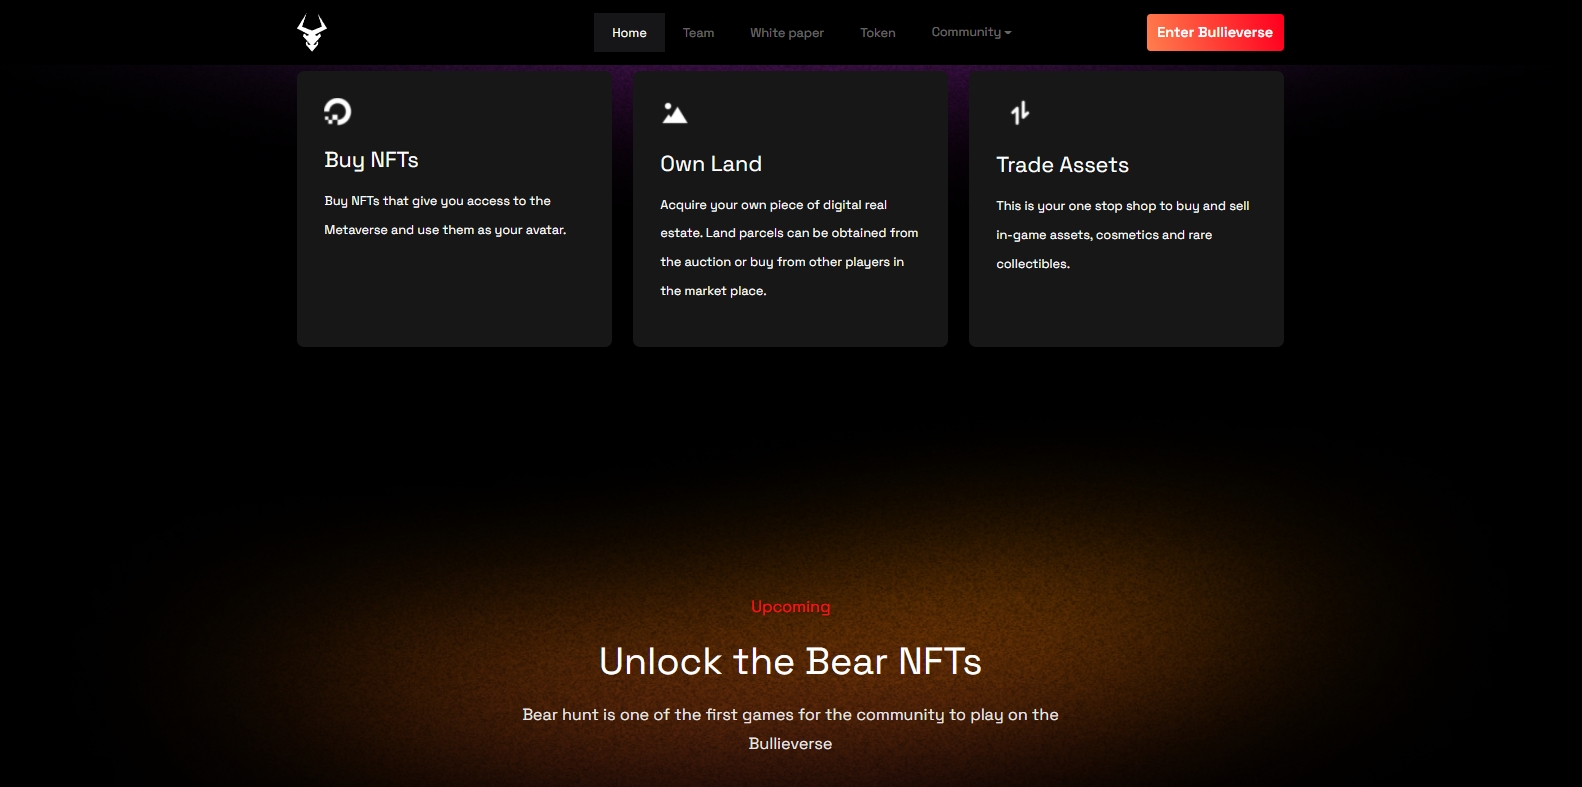 Home
Team
White paper
Token
Community
Enter Bullieverse
Buy NFTs
Buy NFTs that give you access to the
Metaverse and use them as your avatar.
Own Land
Acquire your own piece of digital real
estate. Land parcels can be obtained from
the auction or buy from other players in
the market place.
Trade Assets
This is your one stop shop to buy and sell
in-game assets, cosmetics and rare
collectibles.
Upcoming
Unlock the Bear NFTs
Bear hunt is one of the first games for the community to play on the
Bullieverse